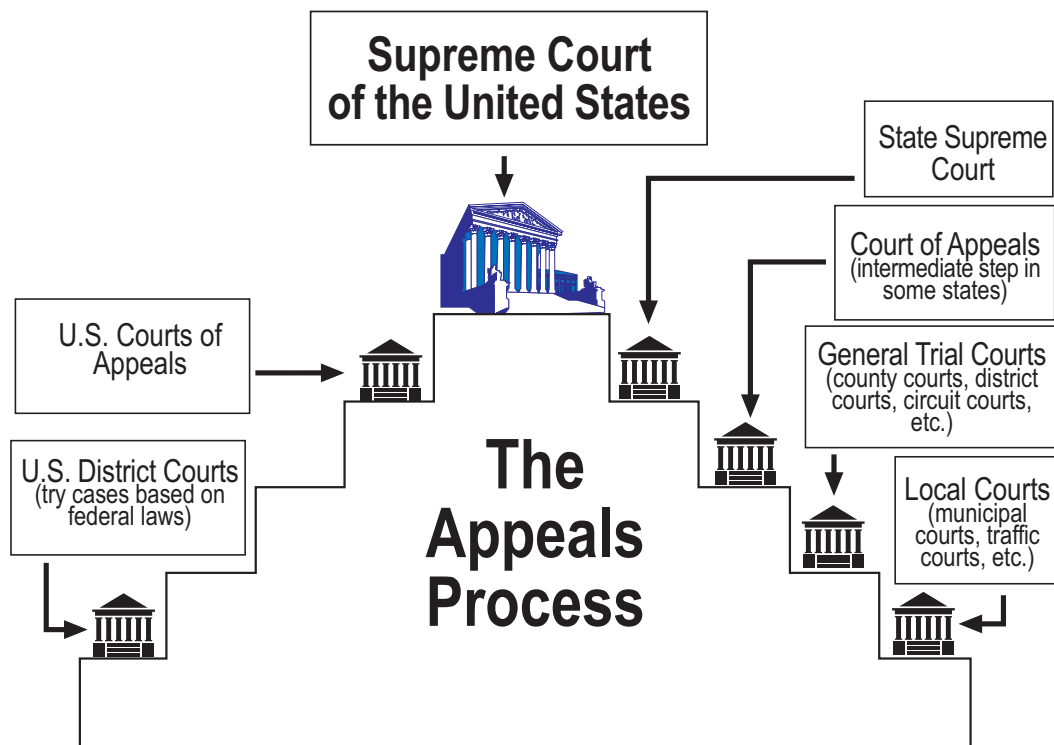 Supreme Court
of the United States
State Supreme
Court
Court of Appeals
(intermediate step in
some states)
U.S. Courts of
Appeals
General Trial Courts
(county courts, district
courts, circuit courts,
etc.)
U.S. District Courts
(try cases based on
federal laws)
Local Courts
(municipal
courts, traffic
courts, etc.)
The
Appeals
Process